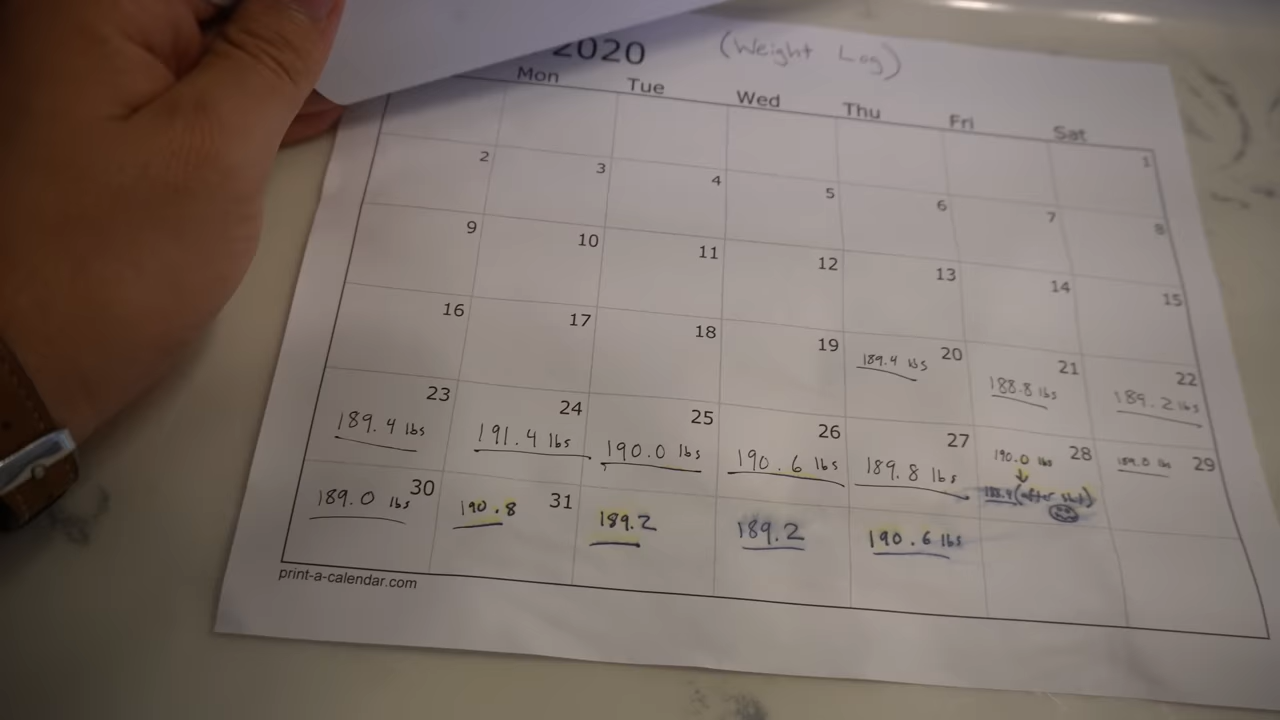 2020 (Weight Log)
Mon Tue Wed Thu Fri Sat
1
2 3 4 5 6 7 8
9 10 11 12 13 14 15
16 17 18 19 20 21 22
189.4 lbs 188.8 lbs 189.2 lbs
23 24 25 26 27 28 29
189.4 lbs 191.4 lbs 190.0 lbs 190.6 lbs 189.8 lbs 190.0 lbs 189.0 lbs
(after
30 31
189.0 lbs 190.8 189.2 189.2 190.6 lbs
print-a-calendar.com